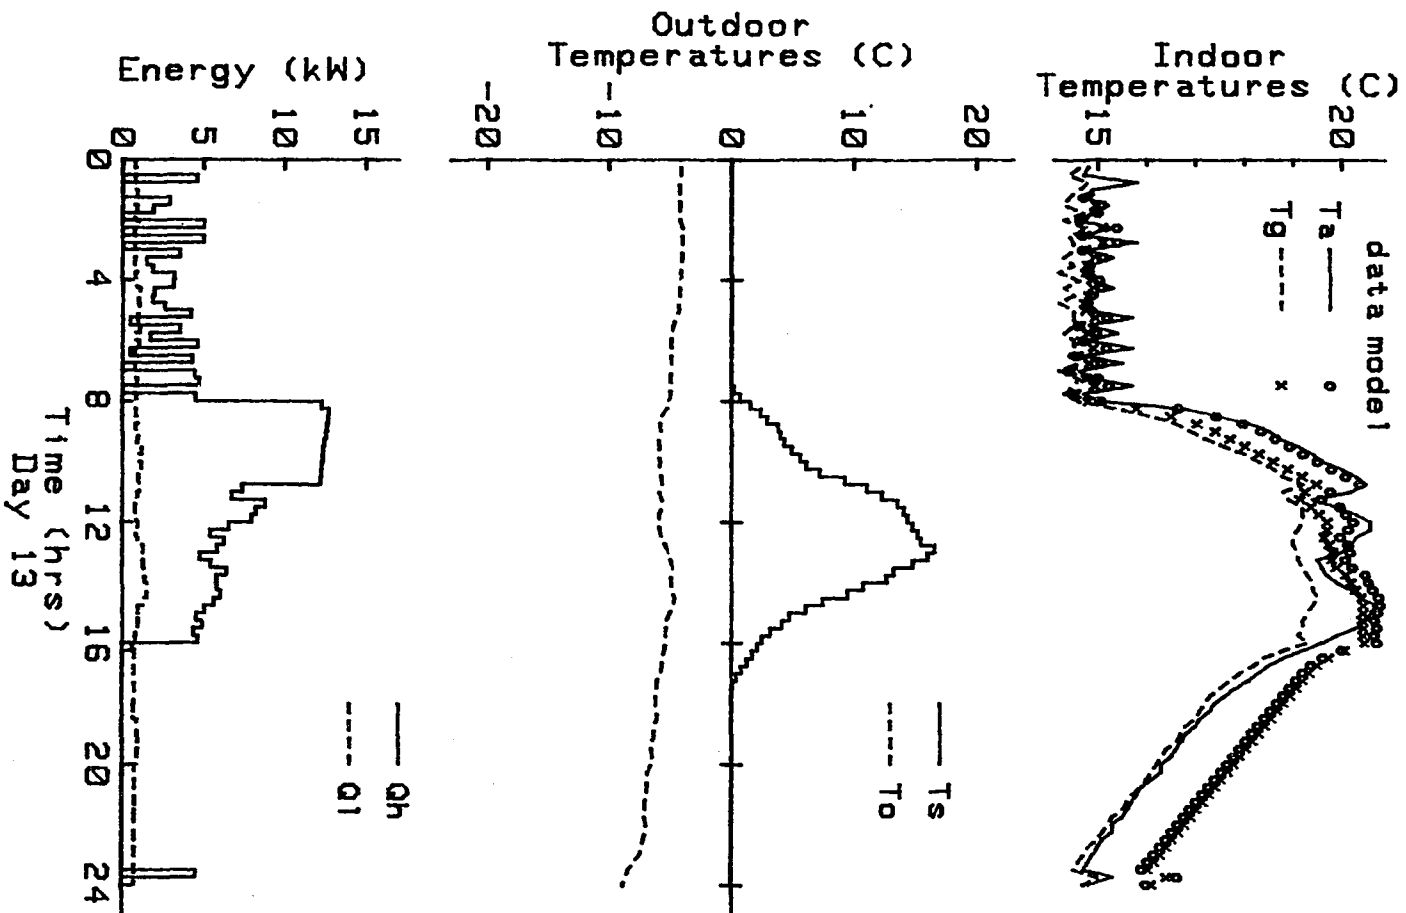 Indoor
Temperatures (C)
20
15
data model
Ta
Tg
Outdoor
Temperatures (C)
20
10
0
-10
-20
Ts
To
Energy (kW)
15
10
5
0
Qh
Ql
0 4 8 12 16 20 24
Time (hrs)
Day 13